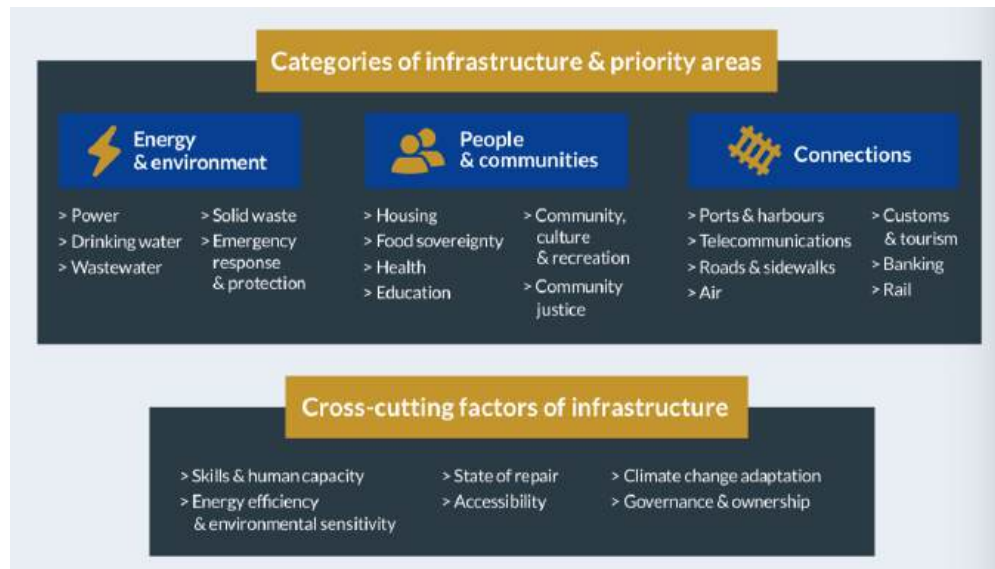 Categories of infrastructure & priority areas
Energy
& environment
> Power
> Drinking water
> Wastewater
> Solid waste
> Emergency
response
& protection
People
& communities
> Housing
> Food sovereignty
> Health
> Education
> Community,
culture
& recreation
> Community
justice
Connections
> Ports & harbours
> Telecommunications
> Roads & sidewalks
> Air
> Customs
& tourism
> Banking
> Rail
Cross-cutting factors of infrastructure
> Skills & human capacity
> Energy efficiency
& environmental sensitivity
> State of repair
> Accessibility
> Climate change adaptation
> Governance & ownership